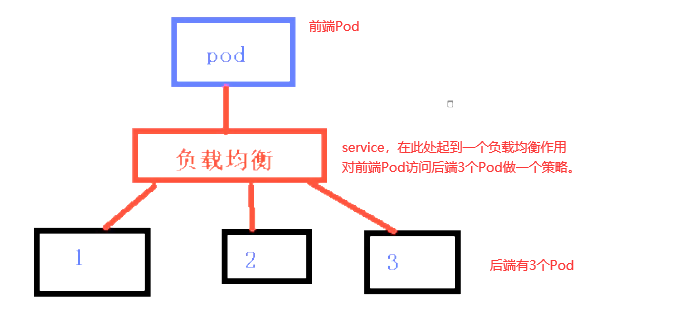 前端Pod
pod
负载均衡
service，在此处起到一个负载均衡作用
对前端Pod访问后端3个Pod做一个策略。
1
2
3
后端有3个Pod